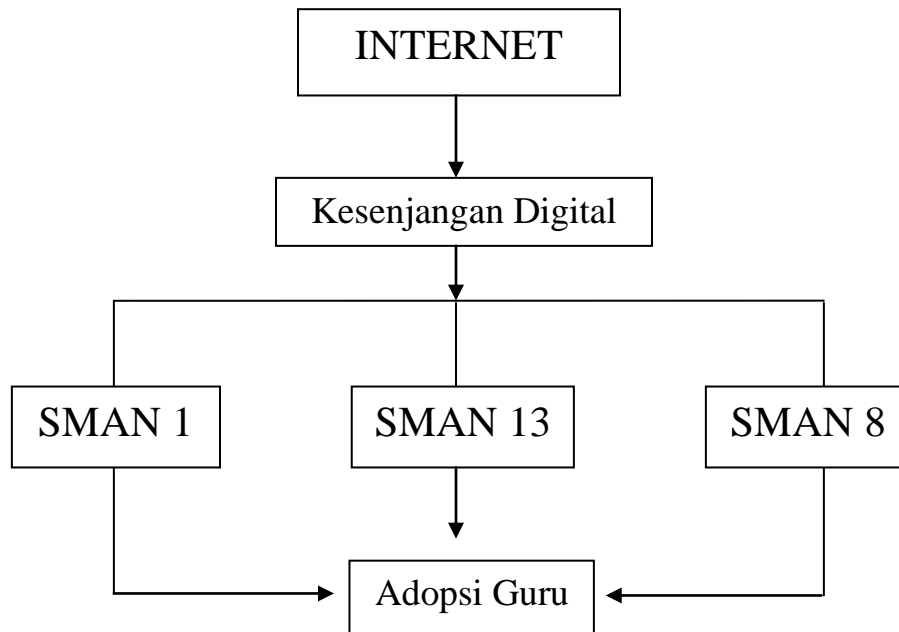 INTERNET
Kesenjangan Digital
SMAN 1
SMAN 13
SMAN 8
Adopsi Guru